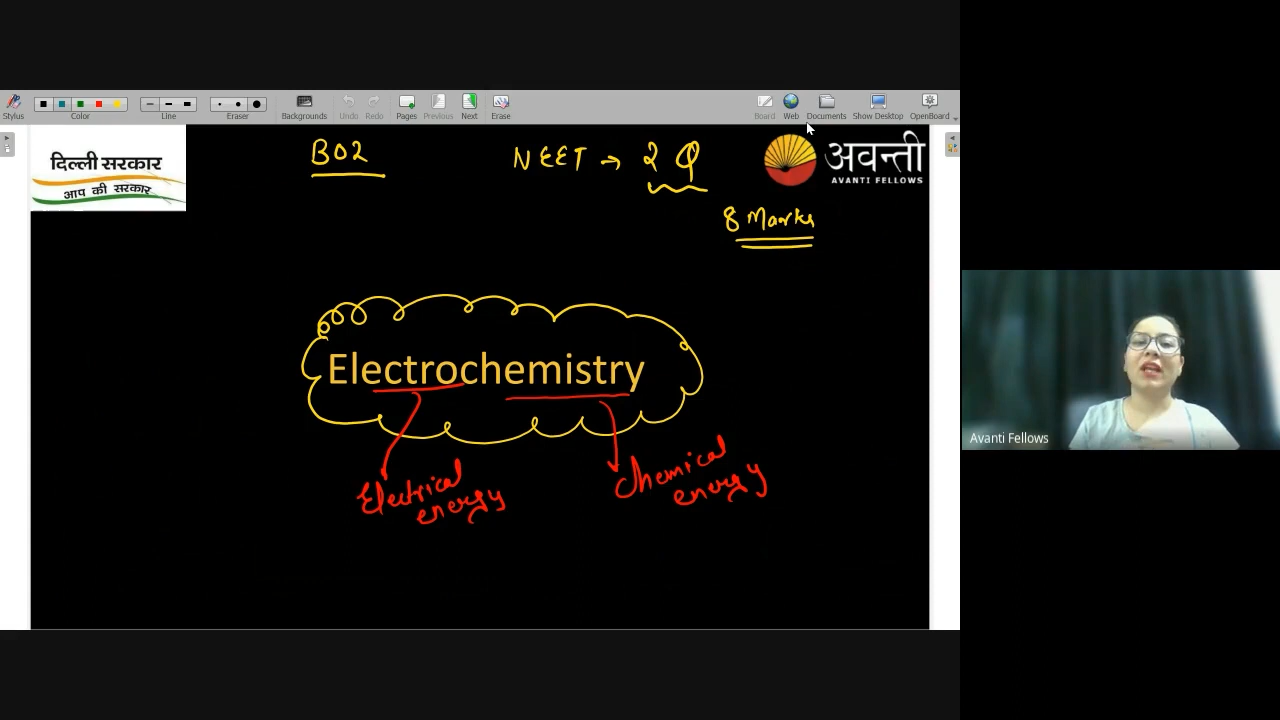 Stylus
Color
Line
Eraser
Backgrounds
Undo
Redo
Pages
Previous
Next
Erase
Board
Web
Documents
Show Desktop
OpenBoard
दिल्ली सरकार
आप की सरकार
B02
NEET → 2 Q
8 Marks
अवन्ती
AVANTI FELLOWS
Electrochemistry
Electrical
energy
Chemical
energy
Avanti Fellows